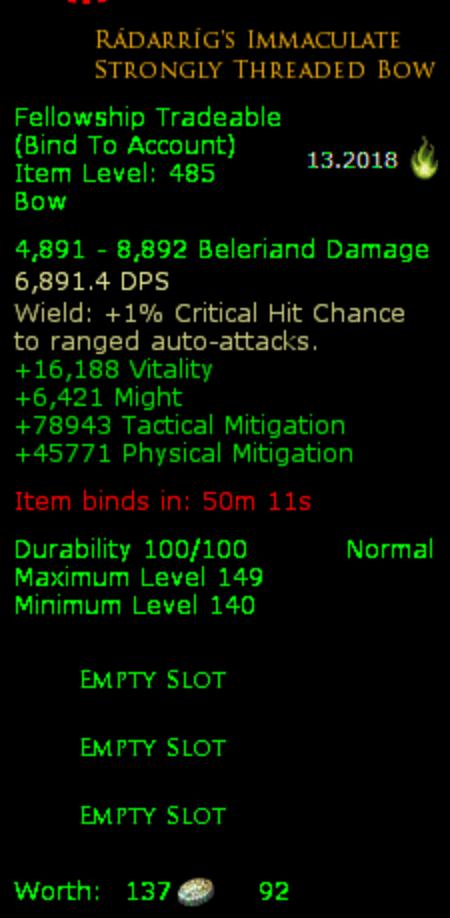 Rádarríg's Immaculate
Strongly Threaded Bow
Fellowship Tradeable
(Bind To Account)
13.2018
Item Level: 485
Bow
4,891 - 8,892 Beleriand Damage
6,891.4 DPS
Wield: +1% Critical Hit Chance
to ranged auto-attacks.
+16,188 Vitality
+6,421 Might
+78943 Tactical Mitigation
+45771 Physical Mitigation
Item binds in: 50m 11s
Durability 100/100 Normal
Maximum Level 149
Minimum Level 140
Empty Slot
Empty Slot
Empty Slot
Worth: 137 92